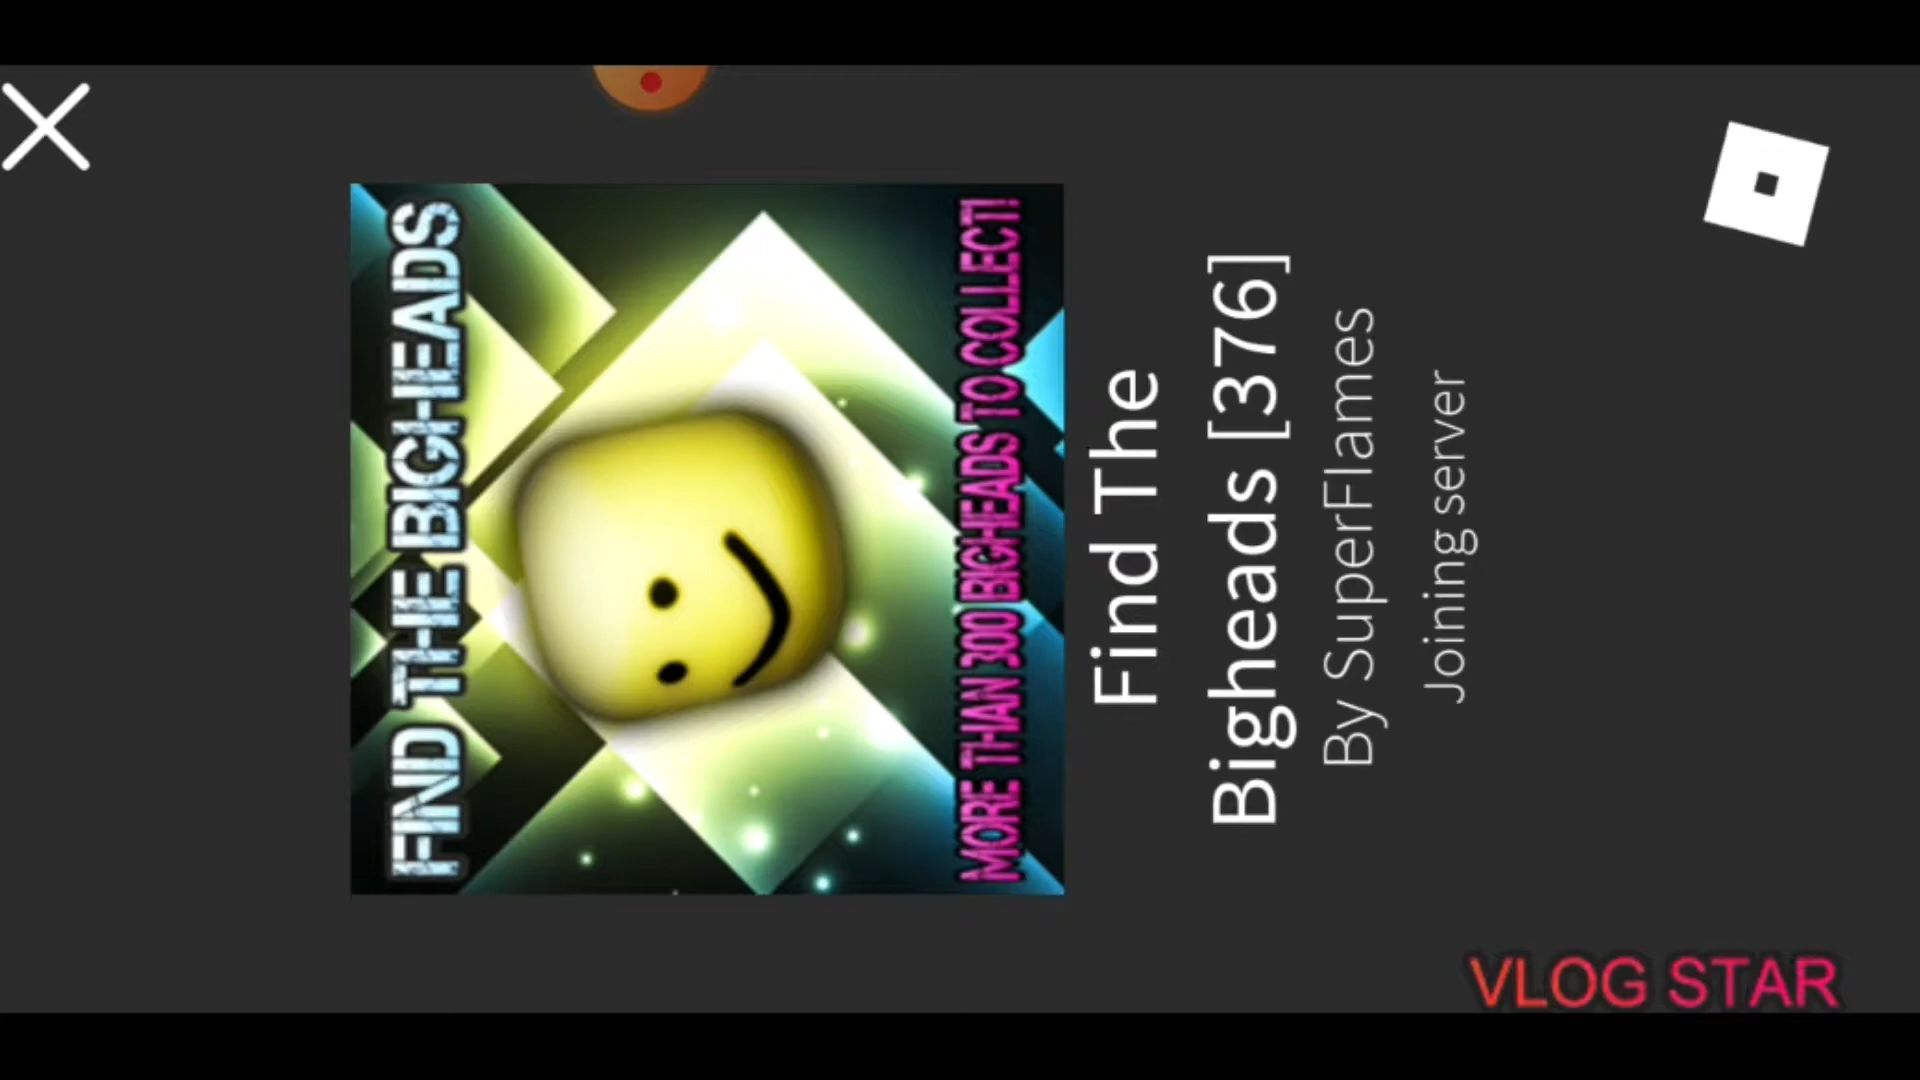 FIND THE BIGHEADS
MORE THAN 300 BIGHEADS TO COLLECT!
Find The
Bigheads [376]
By SuperFlames
Joining server
VLOG STAR